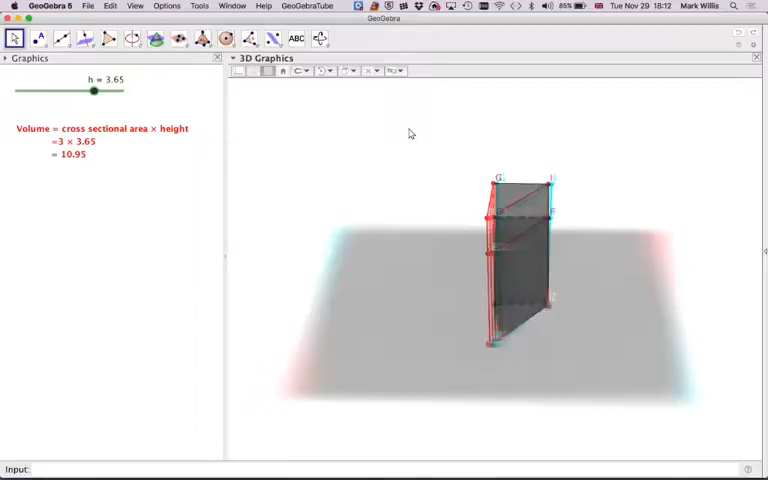 GeoGebra 5 File Edit View Options Tools Window Help GeoGebraTube 85% Tue Nov 29 18:12 Mark Willis
GeoGebra
ABC
Graphics
3D Graphics
h = 3.65
Volume = cross sectional area × height
=3 × 3.65
= 10.95
G
F
Input: